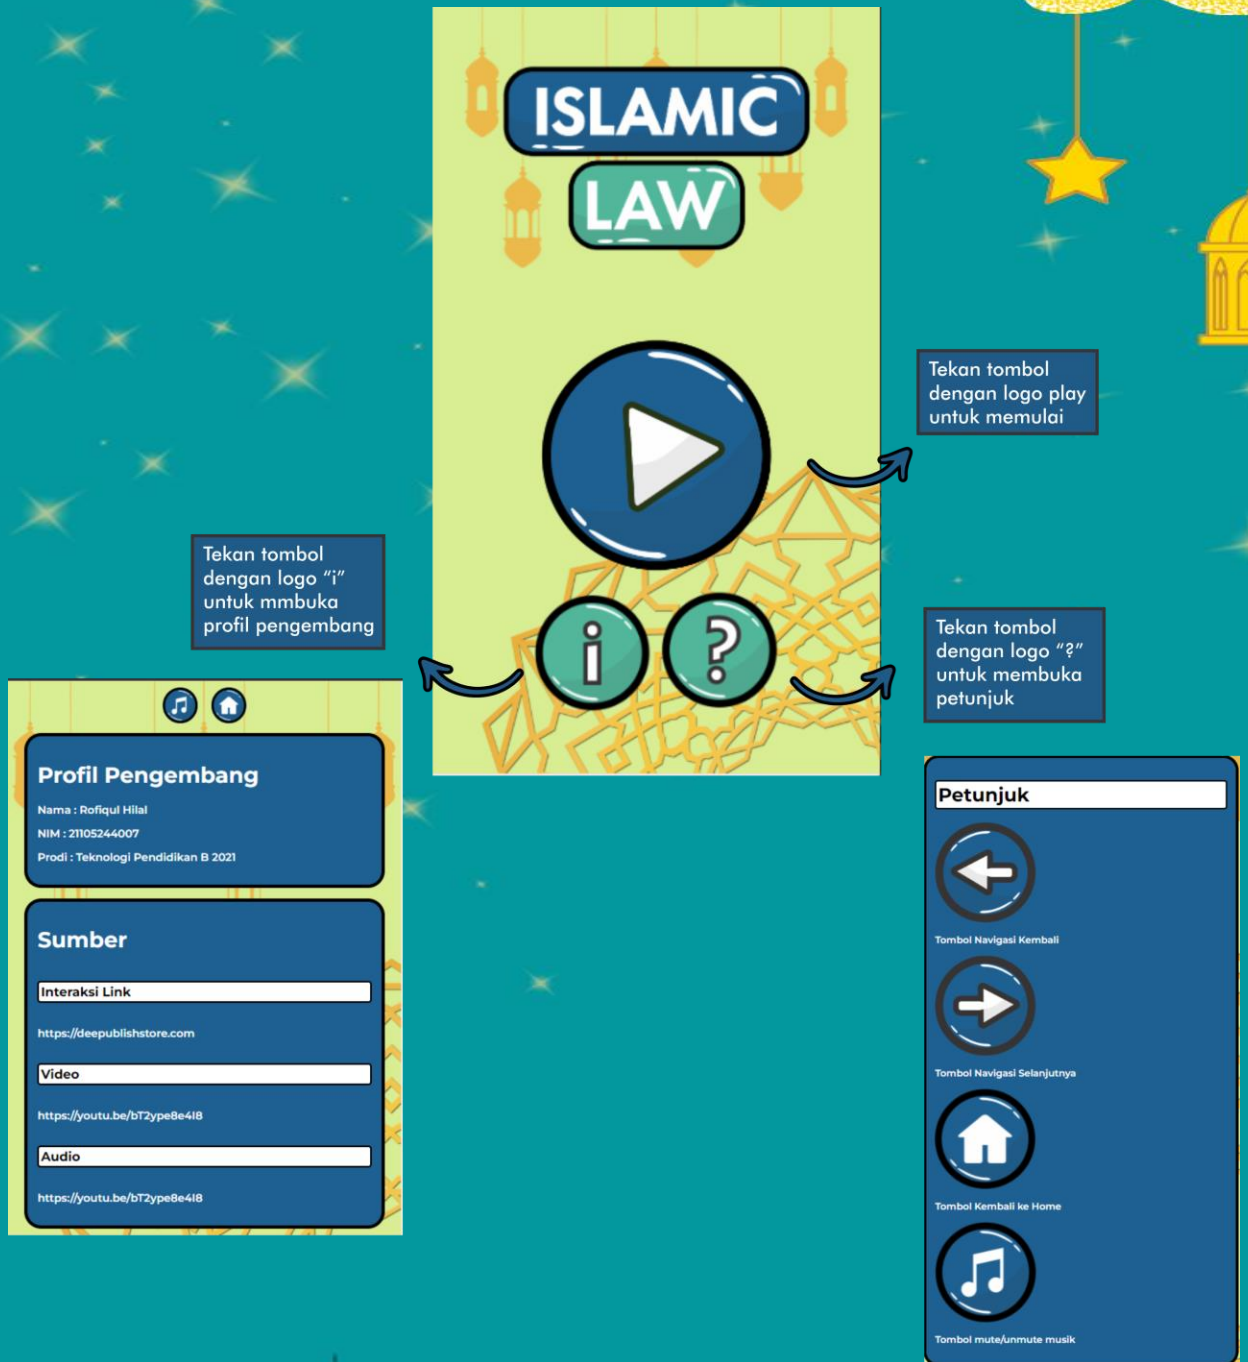 ISLAMIC
LAW
Tekan tombol
dengan logo play
untuk memulai
Tekan tombol
dengan logo “i”
untuk mmbuka
profil pengembang
i
?
Tekan tombol
dengan logo “?”
untuk membuka
petunjuk
Profil Pengembang
Nama : Rofiqul Hilal
NIM : 21105244007
Prodi : Teknologi Pendidikan B 2021
Sumber
Interaksi Link
https://deepublishstore.com
Video
https://youtu.be/bT2ype8e4I8
Audio
https://youtu.be/bT2ype8e4I8
Petunjuk
Tombol Navigasi Kembali
Tombol Navigasi Selanjutnya
Tombol Kembali ke Home
Tombol mute/unmute musik